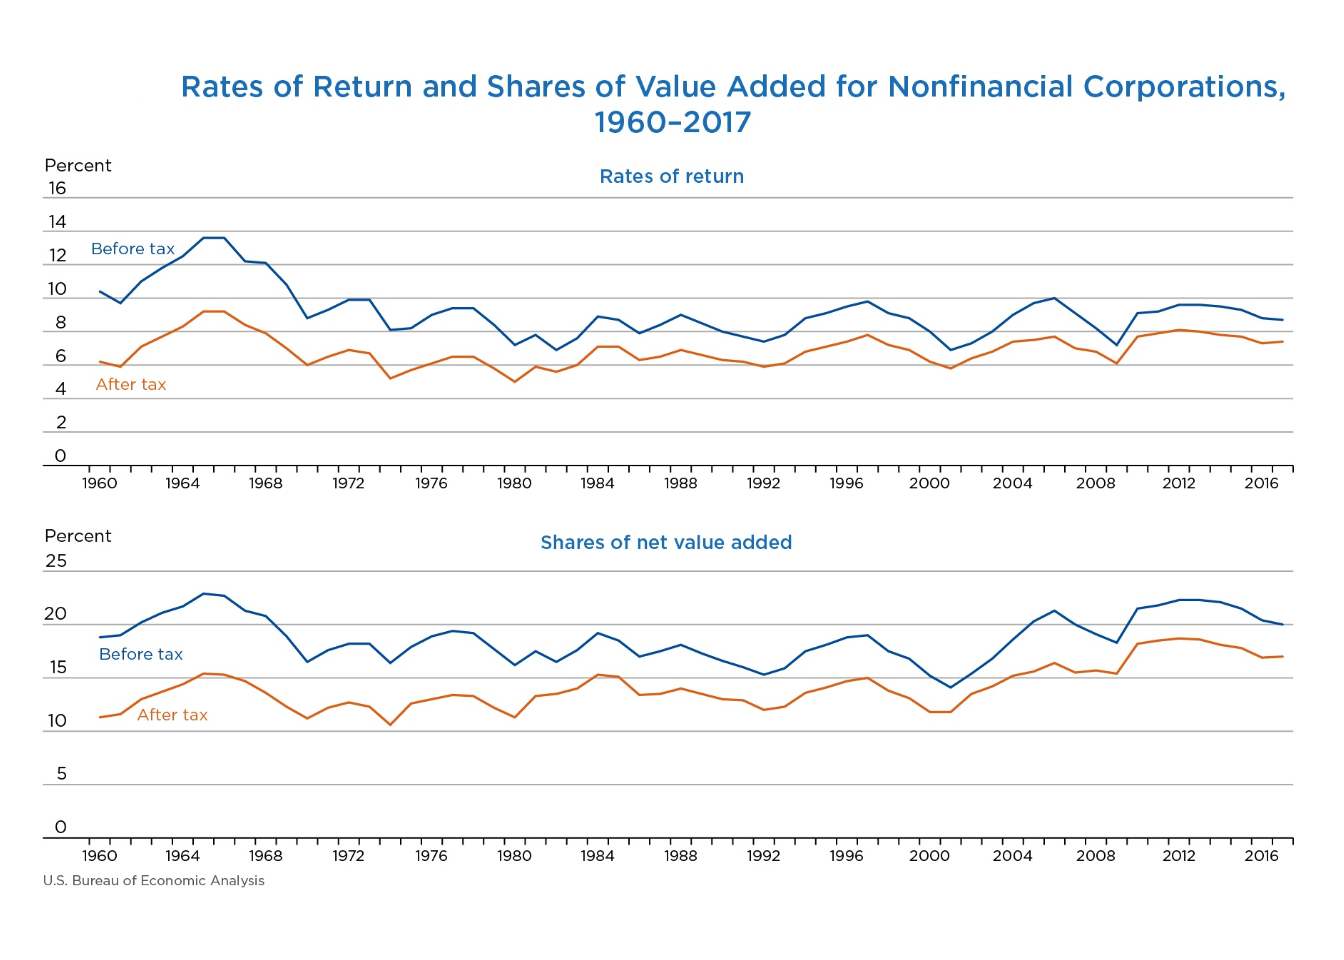 Rates of Return and Shares of Value Added for Nonfinancial Corporations,
1960–2017
Percent
Rates of return
16
14
Before tax
12
10
8
6
After tax
4
2
0
1960 1964 1968 1972 1976 1980 1984 1988 1992 1996 2000 2004 2008 2012 2016
Percent
Shares of net value added
25
20
Before tax
15
After tax
10
5
0
1960 1964 1968 1972 1976 1980 1984 1988 1992 1996 2000 2004 2008 2012 2016
U.S. Bureau of Economic Analysis